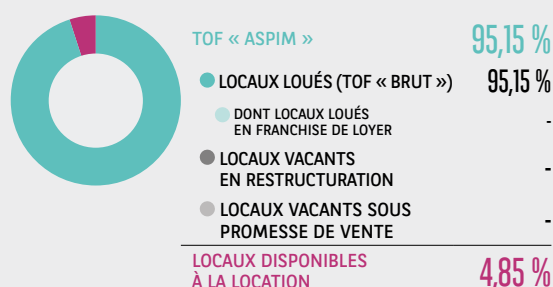 TOF « ASPIM » 95,15 %
LOCAUX LOUÉS (TOF « BRUT ») 95,15 %
DONT LOCAUX LOUÉS
EN FRANCHISE DE LOYER -
LOCAUX VACANTS
EN RESTRUCTURATION -
LOCAUX VACANTS SOUS
PROMESSE DE VENTE -
LOCAUX DISPONIBLES
À LA LOCATION 4,85 %